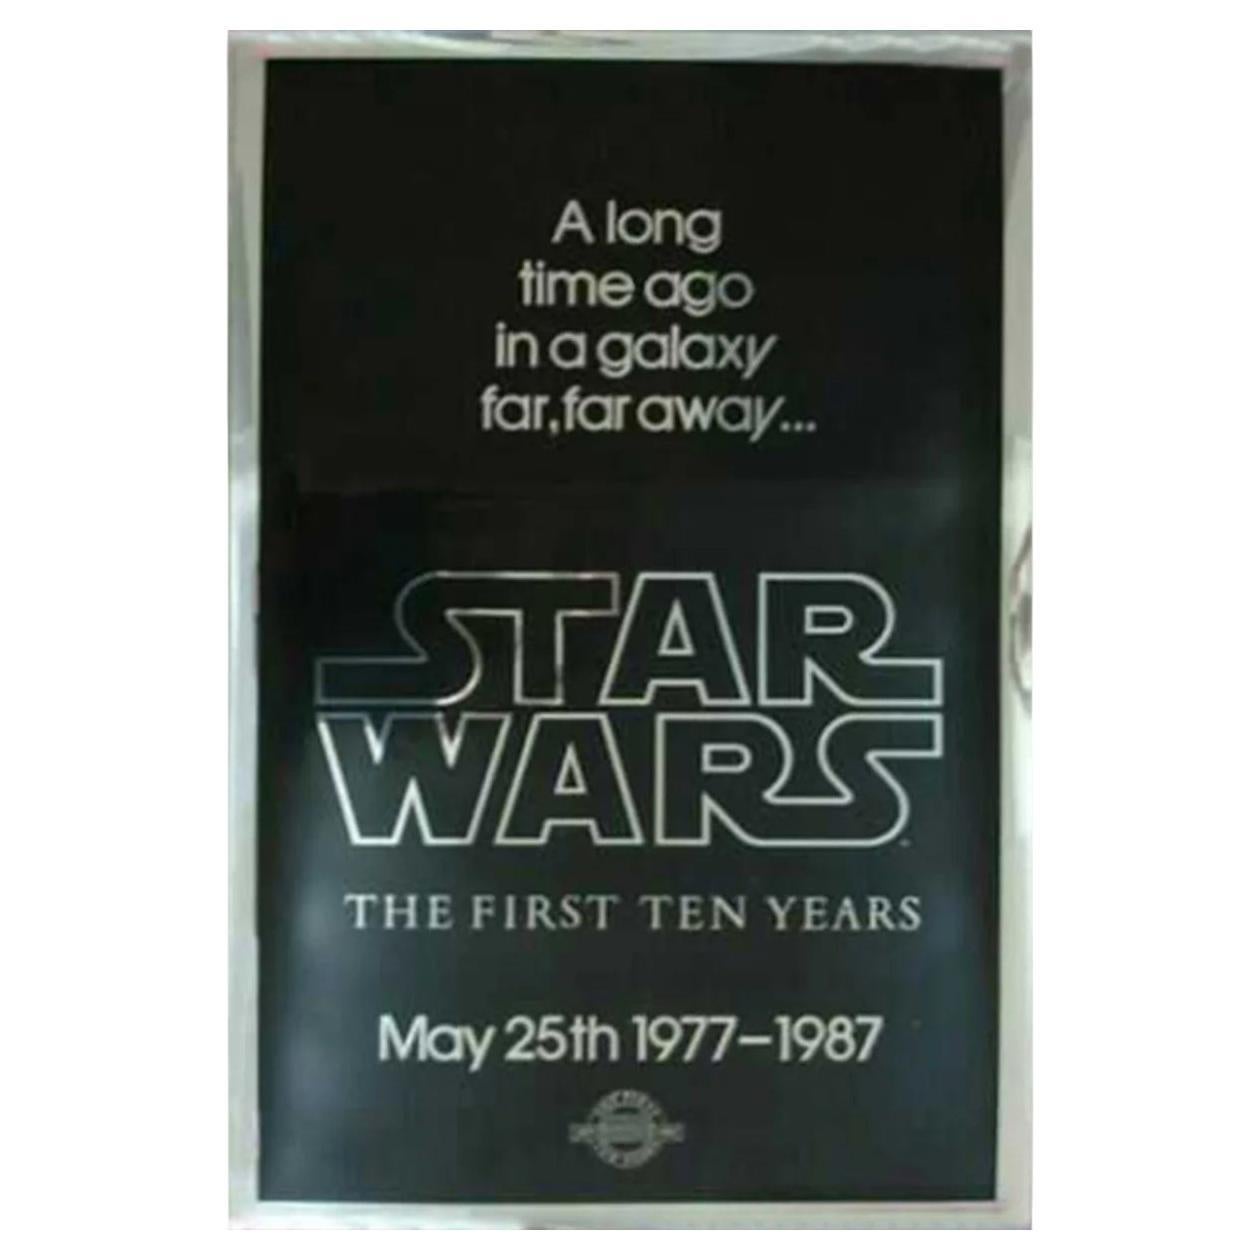 A long
time ago
in a galaxy
far, far away...
STAR
WARS
THE FIRST TEN YEARS
May 25th 1977–1987